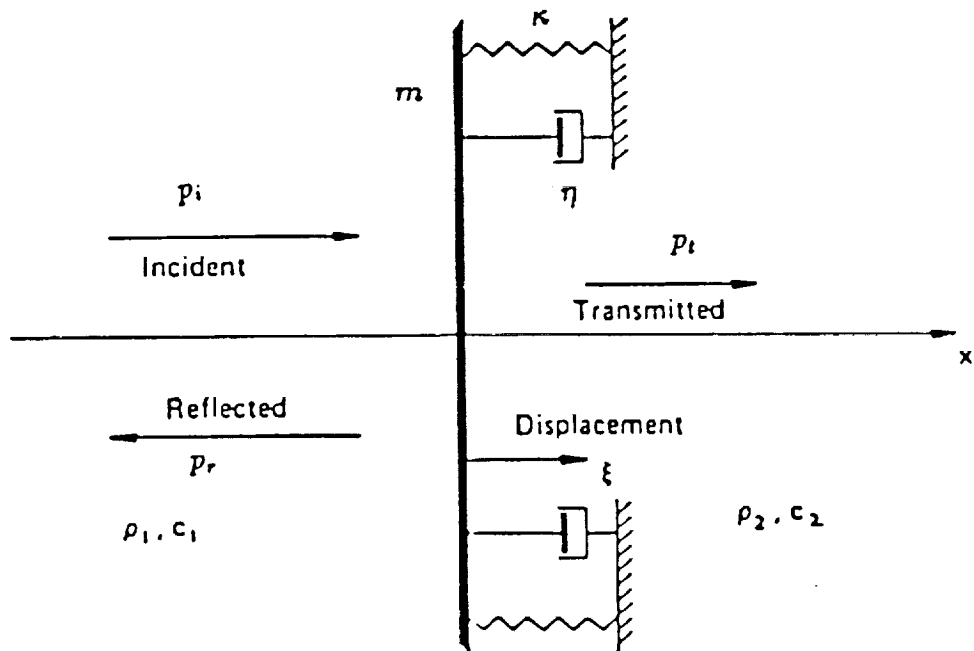 κ
m
η
pi
Incident
pt
Transmitted
x
Reflected
pr
Displacement
ξ
ρ1, c1
ρ2, c2